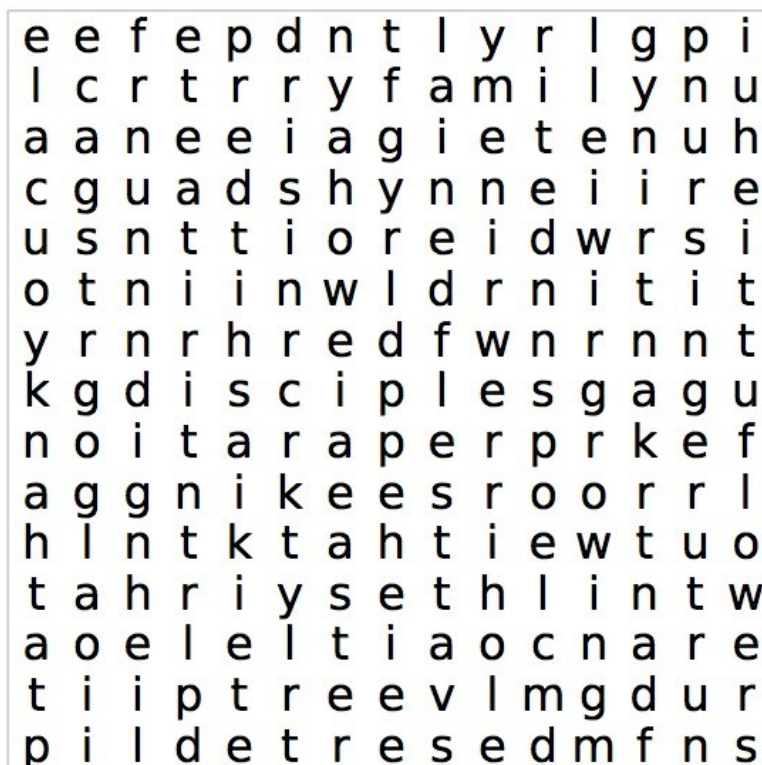 e e f e p d n t l y r l g p i
l c r t r r y f a m i l y n u
a a n e e i a g i e t e n u h
c g u a d s h y n n e i i r e
u s n t t i o r e i d w r s i
o t n i i n w l d r n i t i t
y r n r h r e d f w n r n n t
k g d i s c i p l e s g a g u
n o i t a r a p e r p r k e f
a g g n i k e e s r o o r r l
h l n t k t a h t i e w t u o
t a h r i y s e t h l i n t w
a o e l e l t i a o c n a r e
t i i p t r e e v l m g d u r
p i l d e t r e s e d m f n s